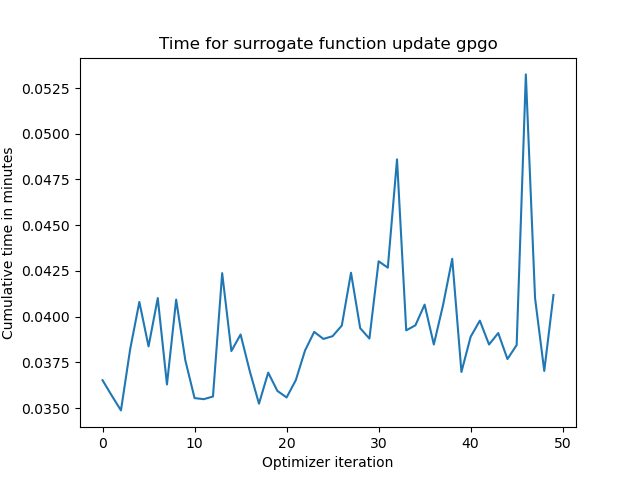 Time for surrogate function update gpgo
Cumulative time in minutes
0.0525
0.0500
0.0475
0.0450
0.0425
0.0400
0.0375
0.0350
0 10 20 30 40 50
Optimizer iteration